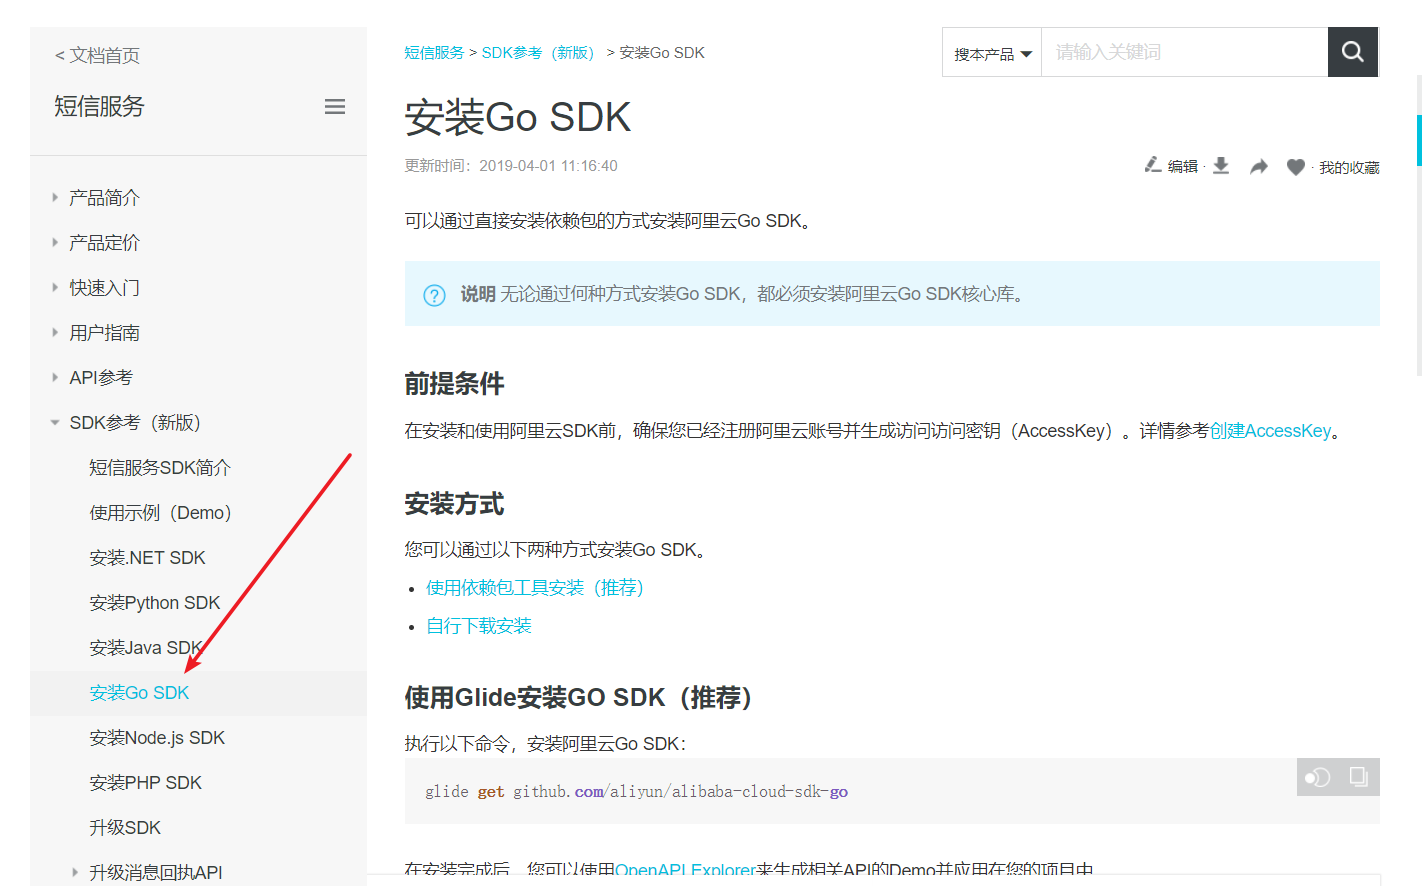 < 文档首页
短信服务
产品简介
产品定价
快速入门
用户指南
API参考
SDK参考（新版）
短信服务SDK简介
使用示例（Demo）
安装.NET SDK
安装Python SDK
安装Java SDK
安装Go SDK
安装Node.js SDK
安装PHP SDK
升级SDK
升级消息回执API
短信服务 > SDK参考（新版） > 安装Go SDK
搜本产品
请输入关键词
安装Go SDK
更新时间：2019-04-01 11:16:40
编辑 · · 我的收藏
可以通过直接安装依赖包的方式安装阿里云Go SDK。
说明 无论通过何种方式安装Go SDK，都必须安装阿里云Go SDK核心库。
前提条件
在安装和使用阿里云SDK前，确保您已经注册阿里云账号并生成访问访问密钥（AccessKey）。详情参考创建AccessKey。
安装方式
您可以通过以下两种方式安装Go SDK。
• 使用依赖包工具安装（推荐）
• 自行下载安装
使用Glide安装GO SDK（推荐）
执行以下命令，安装阿里云Go SDK：
glide get github.com/aliyun/alibaba-cloud-sdk-go
在安装完成后，您可以使用OpenAPI Explorer来生成相关API的Demo并应用在您的项目中